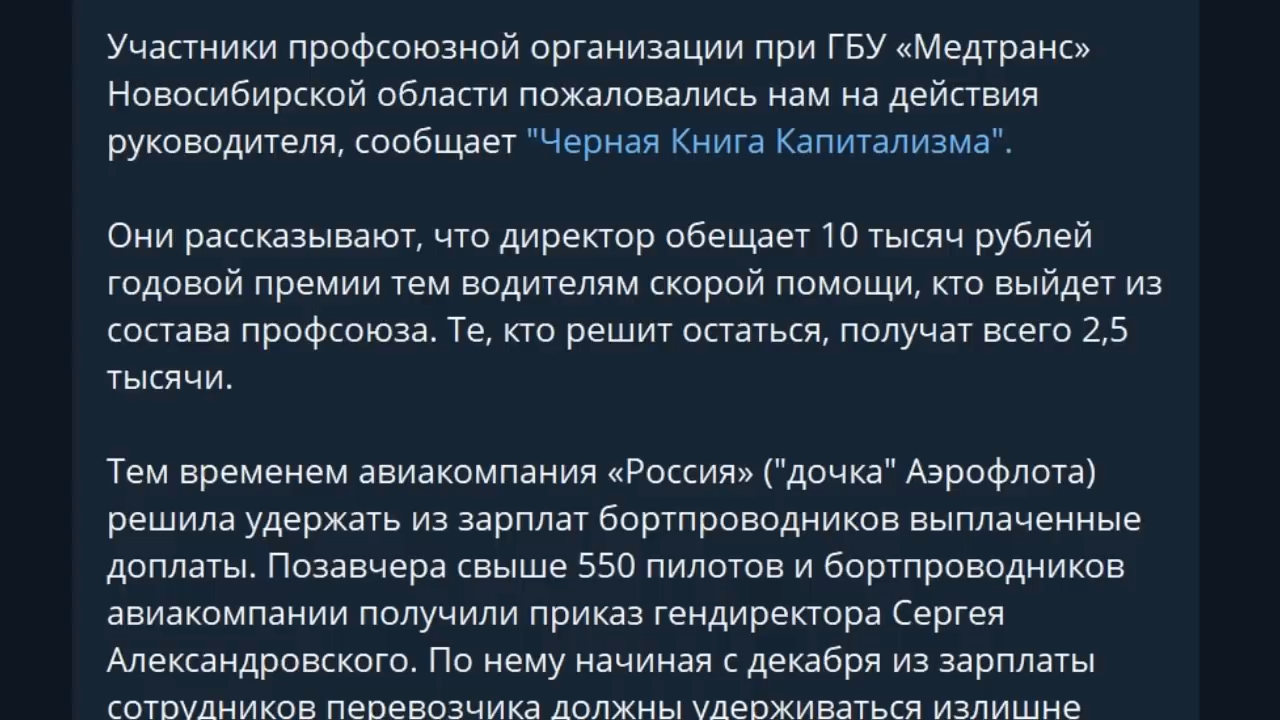 Участники профсоюзной организации при ГБУ «Медтранс»
Новосибирской области пожаловались нам на действия
руководителя, сообщает "Черная Книга Капитализма".
Они рассказывают, что директор обещает 10 тысяч рублей
годовой премии тем водителям скорой помощи, кто выйдет из
состава профсоюза. Те, кто решит остаться, получат всего 2,5
тысячи.
Тем временем авиакомпания «Россия» ("дочка" Аэрофлота)
решила удержать из зарплат бортпроводников выплаченные
доплаты. Позавчера свыше 550 пилотов и бортпроводников
авиакомпании получили приказ гендиректора Сергея
Александровского. По нему начиная с декабря из зарплаты
сотрудников перевозчика должны удерживаться излишне